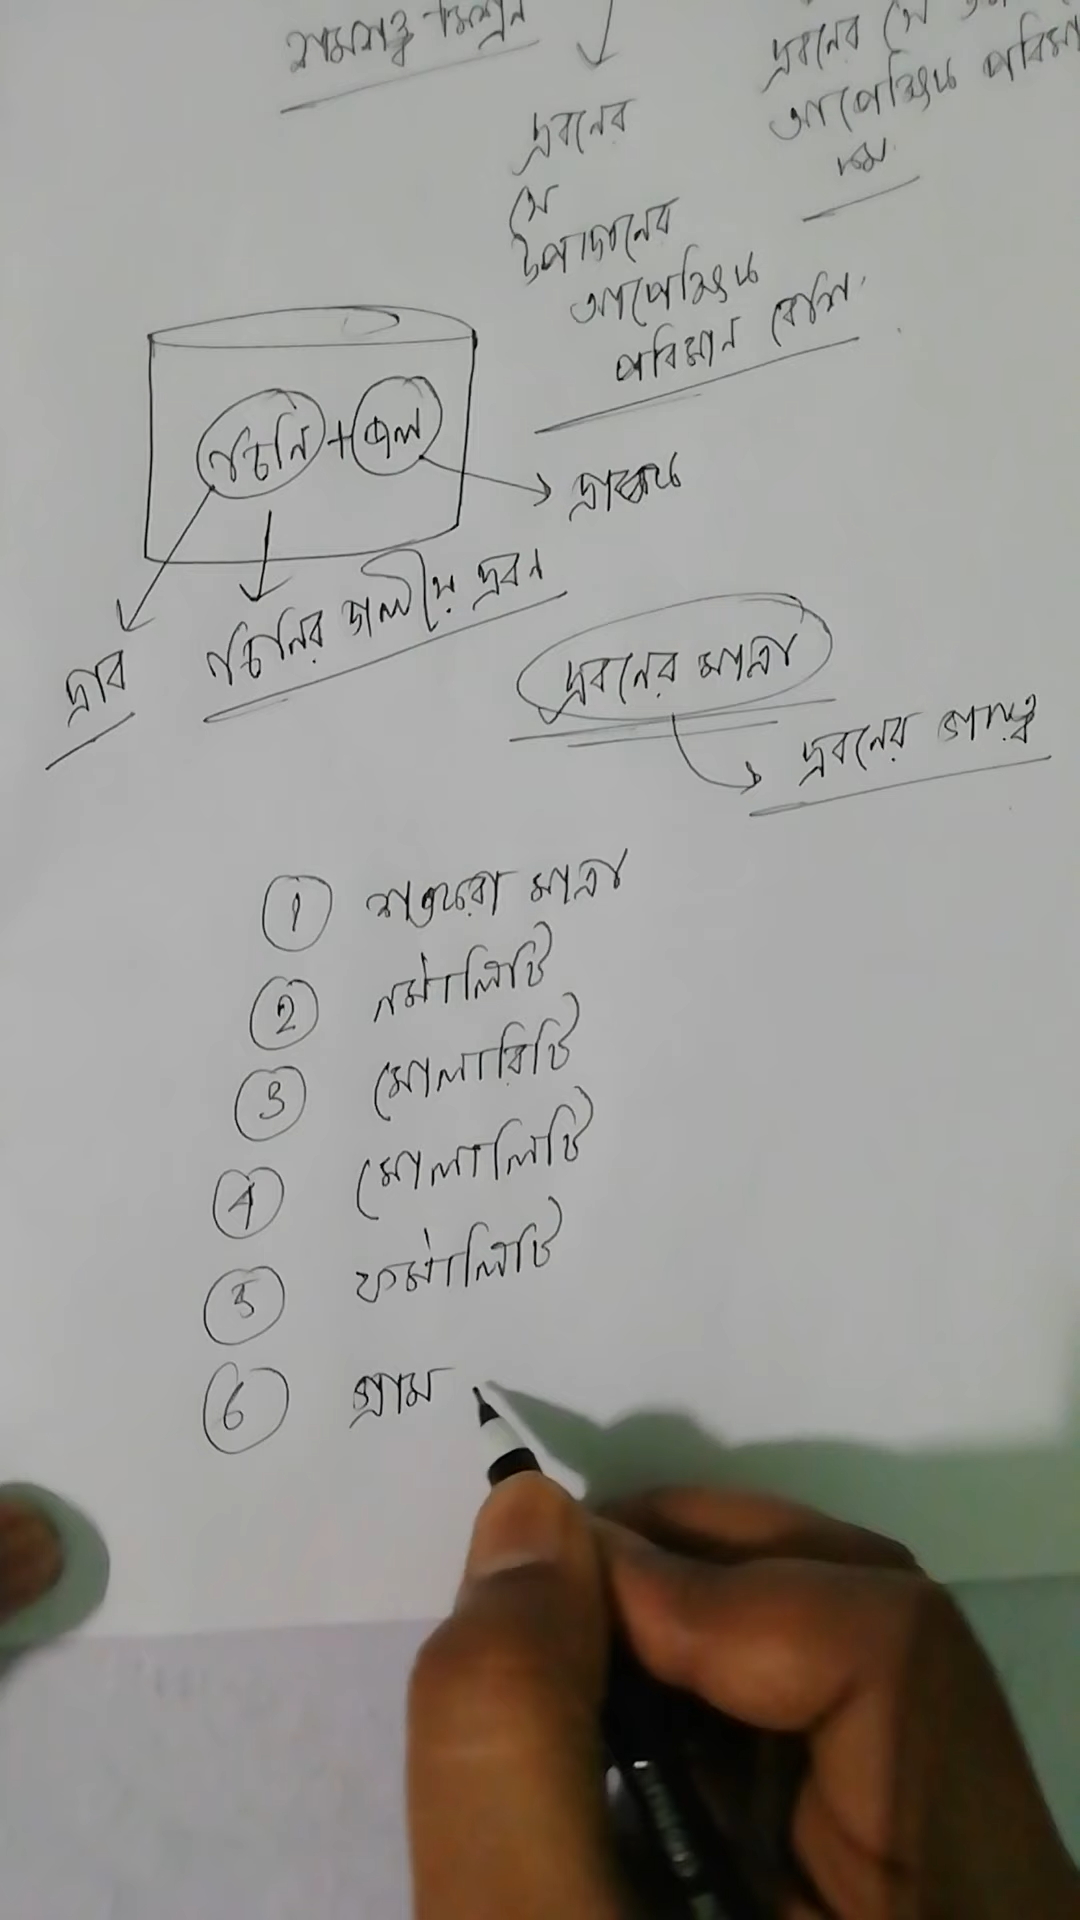 সমসত্ত্ব মিশ্রন
দ্রবনের
যে
উপাদানের
আপেক্ষিক
পরিমান বেশি
দ্রবনের যে
আপেক্ষিক পরিমা
কম
চিনি + জল
দ্রাবক
দ্রাব
চিনির জলীয় দ্রবন
দ্রবনের মাত্রা
দ্রবনের গাঢ়ত্ব
1 শতকরা মাত্রা
2 নর্মালিটি
3 মোলারিটি
4 মোলালিটি
5 ফর্মালিটি
6 গ্রাম